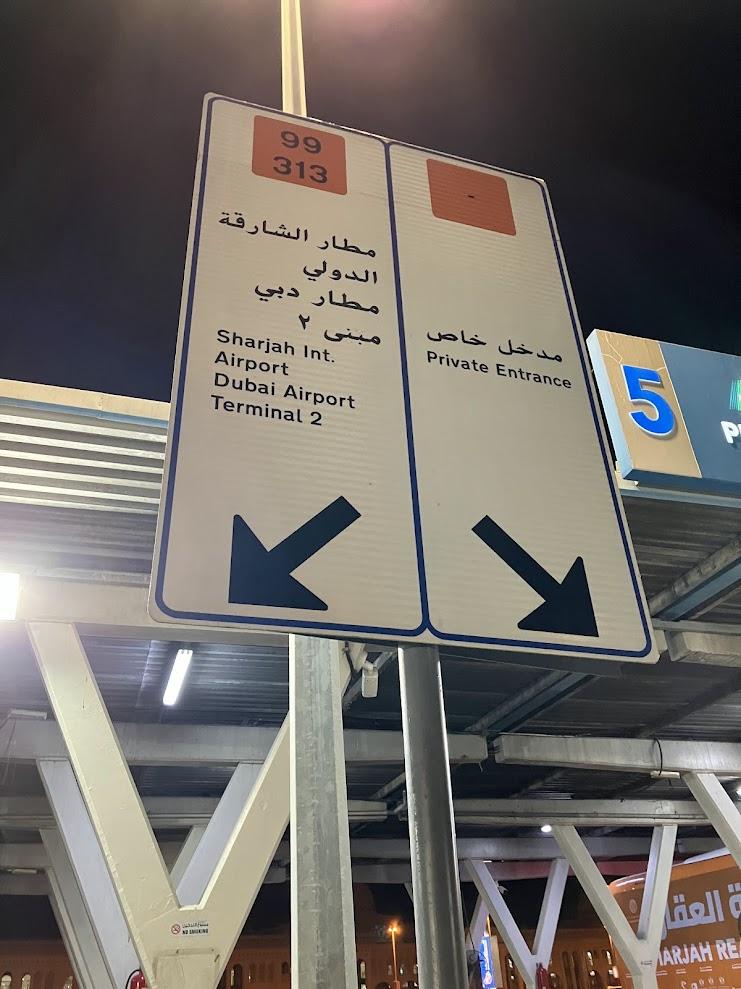 99
313
مطار الشارقة
الدولي
مطار دبي
مبنى ٢
Sharjah Int.
Airport
Dubai Airport
Terminal 2
-
مدخل خاص
Private Entrance
5
NO SMOKING